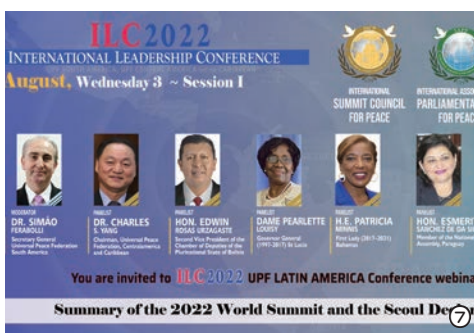 ILC2022
INTERNATIONAL LEADERSHIP CONFERENCE
August, Wednesday 3 ~ Session I
INTERNATIONAL
SUMMIT COUNCIL
FOR PEACE
INTERNATIONAL ASSOC
PARLIAMENTA
FOR PEAC
MODERATOR
DR. SIMÃO
FERABOLLI
Secretary General
Universal Peace Federation
South America
PANELIST
DR. CHARLES
S. YANG
Chairman, Universal Peace
Federation, Centroamerica
and Caribbean
PANELIST
HON. EDWIN
ROSAS URZAGASTE
Second Vice President of the
Chamber of Deputies of the
Plurinational State of Bolivia
PANELIST
DAME PEARLETTE
LOUISY
Governor General
(1997-2017) St Lucia
PANELIST
H.E. PATRICIA
MINNIS
First Lady (2017-2021)
Bahamas
PANELIST
HON. ESMERIT
SANCHEZ DE DA SIL
Member of the National
Assembly, Paraguay
You are invited to ILC2022 UPF LATIN AMERICA Conference webina
Summary of the 2022 World Summit and the Seoul De
⑦